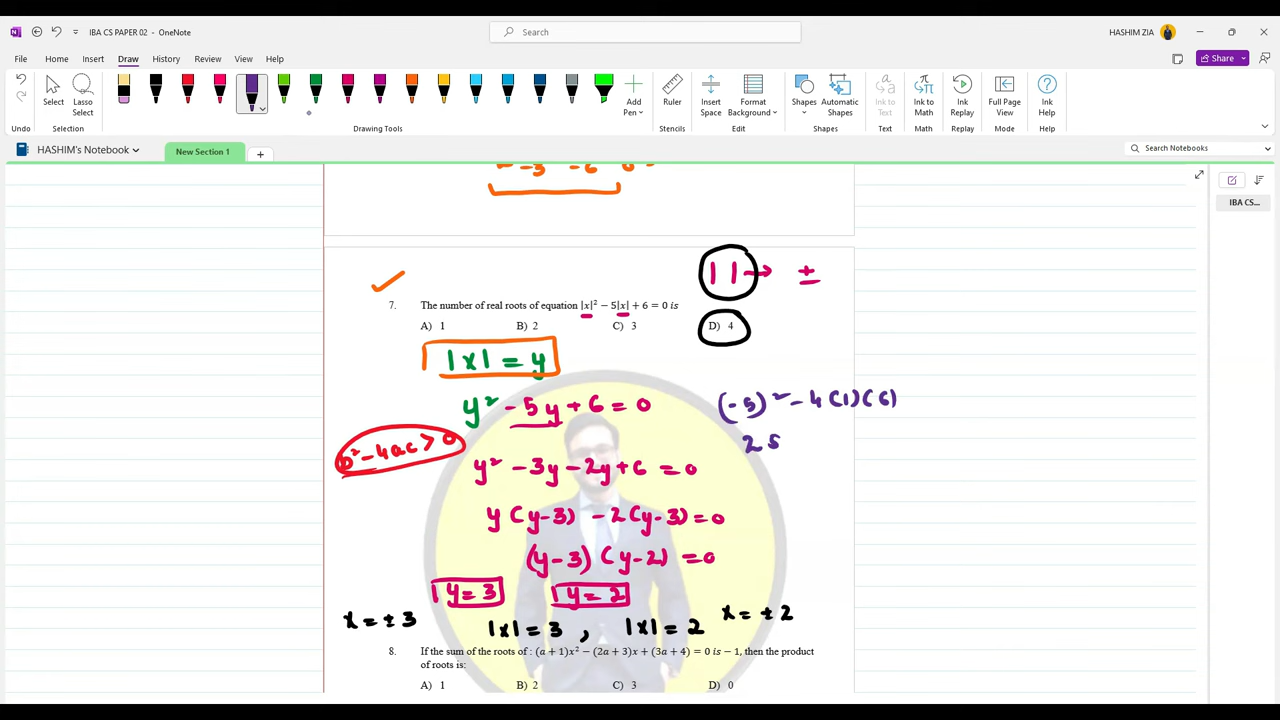 IBA CS PAPER 02 - OneNote
Search
HASHIM ZIA
File Home Insert Draw History Review View Help
Share
Select
Lasso Select
Add Pen
Ruler
Insert Space
Format Background
Shapes
Automatic Shapes
Ink to Text
Ink to Math
Ink Replay
Full Page View
Ink Help
Undo Selection Drawing Tools Stencils Edit Shapes Text Math Replay Mode Help
HASHIM's Notebook
New Section 1
Search Notebooks
IBA CS...
-3 -6
| | → ±
7. The number of real roots of equation |x|² − 5|x| + 6 = 0 is
A) 1 B) 2 C) 3 D) 4
|x| = y
y² - 5y + 6 = 0
(-5)² - 4(1)(6)
b² - 4ac > 0
25
y² - 3y - 2y + 6 = 0
y(y-3) - 2(y-3) = 0
(y-3)(y-2) = 0
y = 3 y = 2
x = ± 3 |x| = 3 , |x| = 2 x = ± 2
8. If the sum of the roots of : (a + 1)x² − (2a + 3)x + (3a + 4) = 0 is − 1, then the product
of roots is:
A) 1 B) 2 C) 3 D) 0